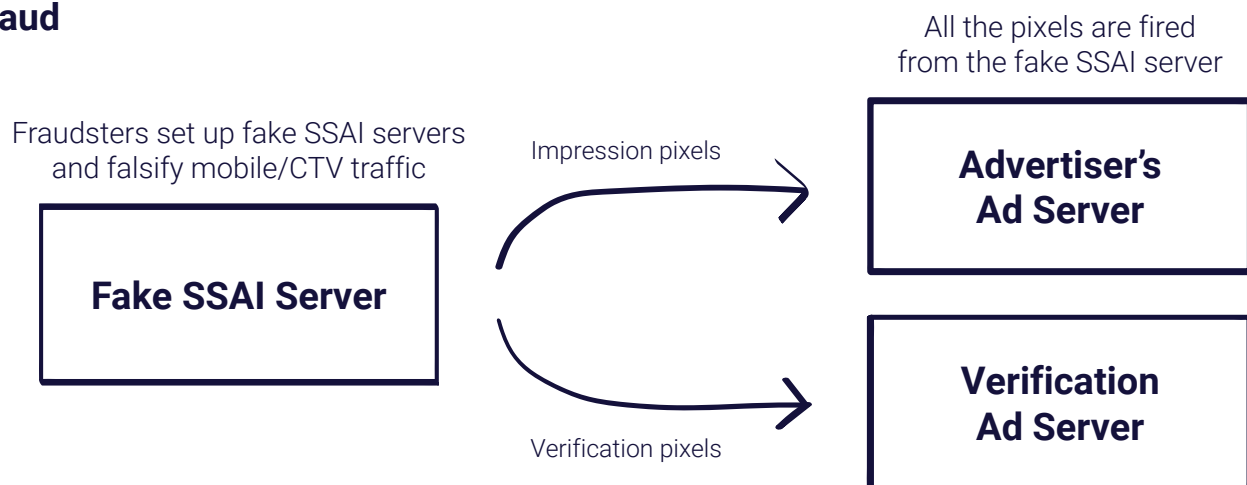 aud
All the pixels are fired
from the fake SSAI server
Fraudsters set up fake SSAI servers
and falsify mobile/CTV traffic
Impression pixels
Advertiser’s
Ad Server
Fake SSAI Server
Verification
Ad Server
Verification pixels